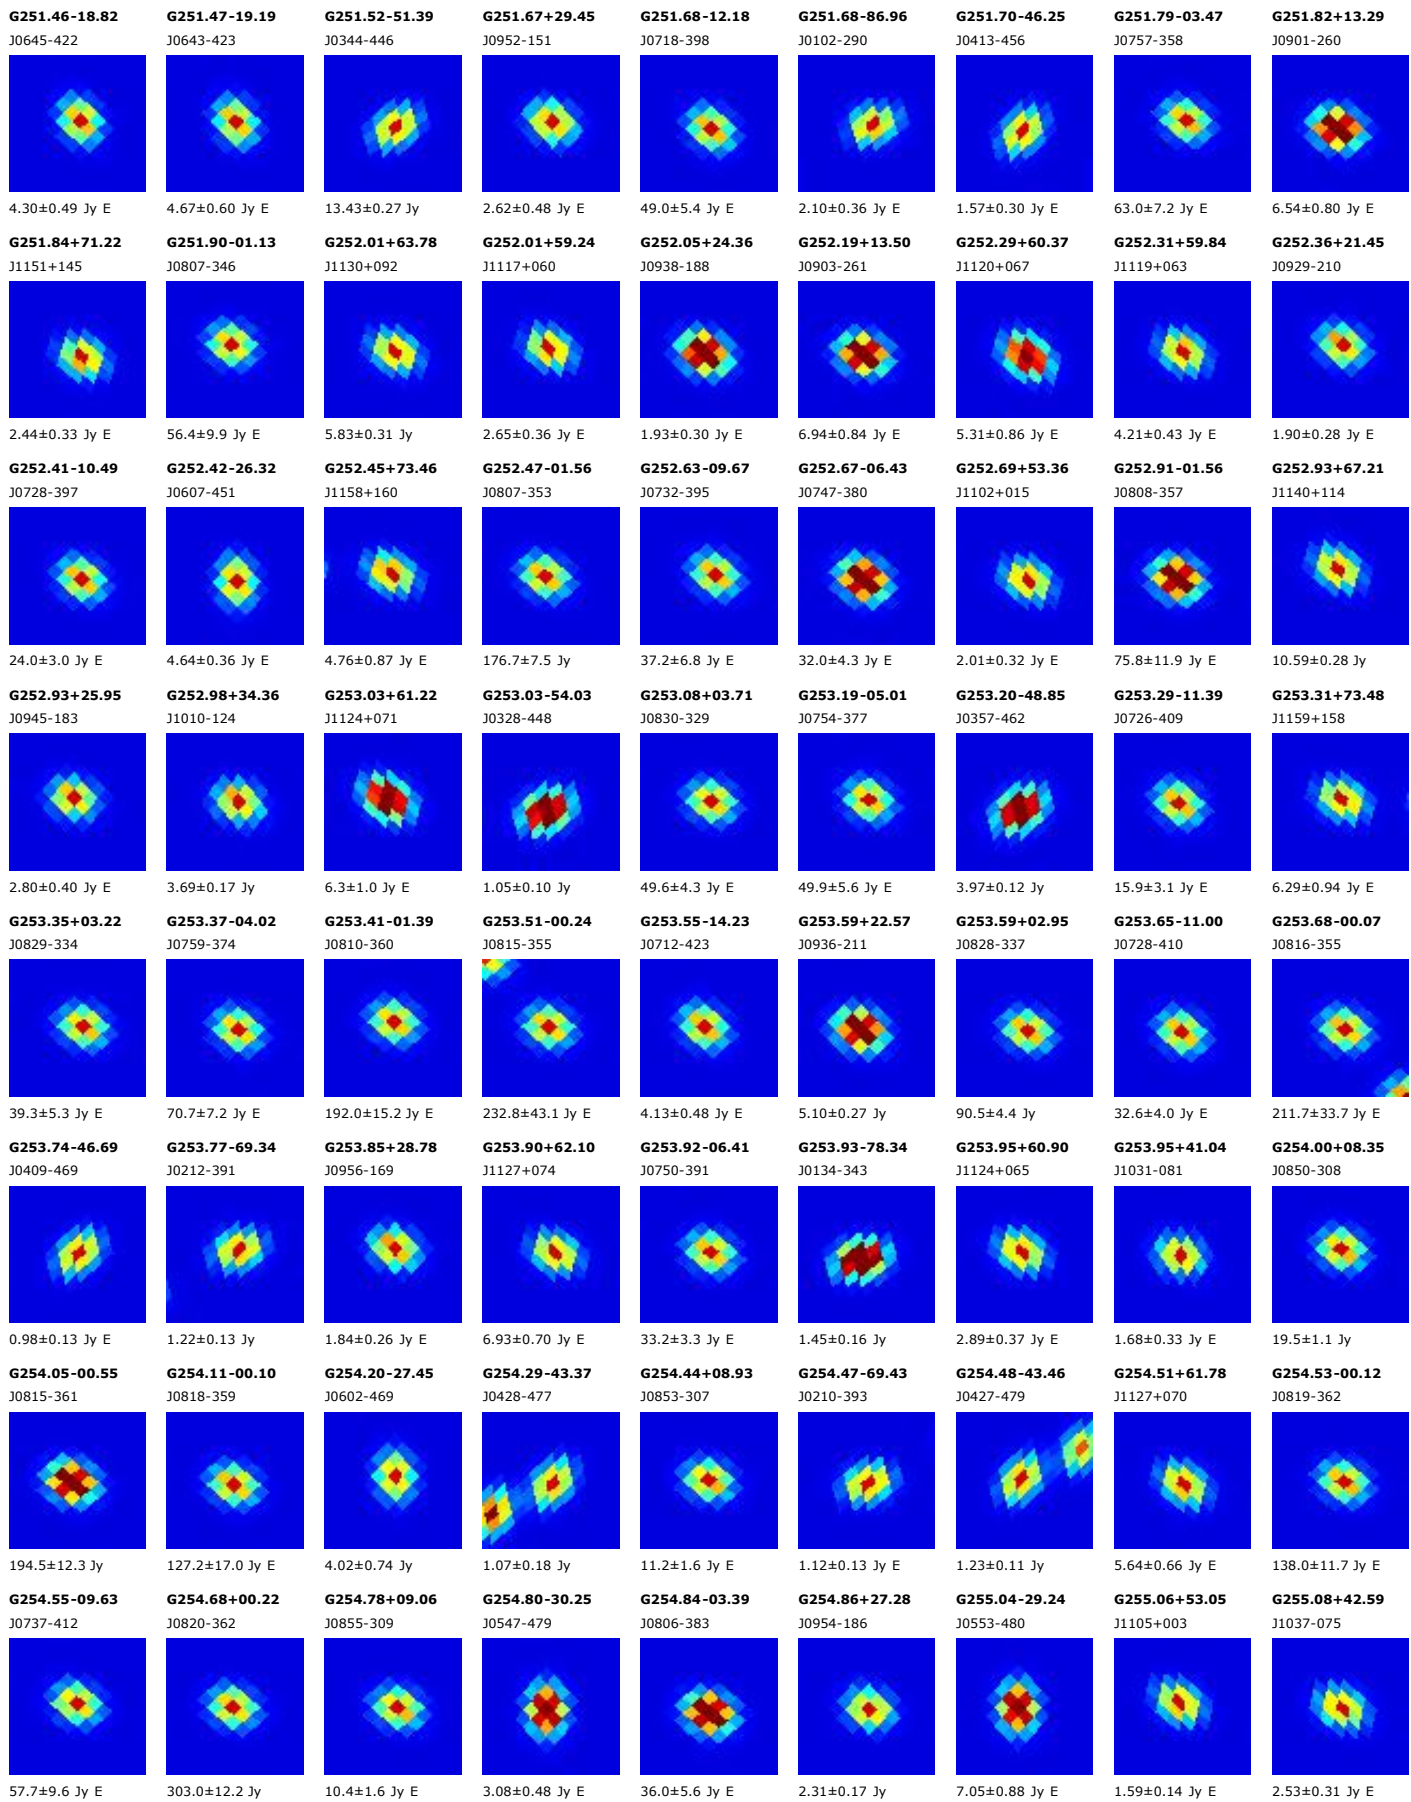 G251.46-18.82 G251.47-19.19 G251.52-51.39 G251.67+29.45 G251.68-12.18 G251.68-86.96 G251.70-46.25 G251.79-03.47 G251.82+13.29
J0645-422 J0643-423 J0344-446 J0952-151 J0718-398 J0102-290 J0413-456 J0757-358 J0901-260
4.30±0.49 Jy E 4.67±0.60 Jy E 13.43±0.27 Jy 2.62±0.48 Jy E 49.0±5.4 Jy E 2.10±0.36 Jy E 1.57±0.30 Jy E 63.0±7.2 Jy E 6.54±0.80 Jy E
G251.84+71.22 G251.90-01.13 G252.01+63.78 G252.01+59.24 G252.05+24.36 G252.19+13.50 G252.29+60.37 G252.31+59.84 G252.36+21.45
J1151+145 J0807-346 J1130+092 J1117+060 J0938-188 J0903-261 J1120+067 J1119+063 J0929-210
2.44±0.33 Jy E 56.4±9.9 Jy E 5.83±0.31 Jy 2.65±0.36 Jy E 1.93±0.30 Jy E 6.94±0.84 Jy E 5.31±0.86 Jy E 4.21±0.43 Jy E 1.90±0.28 Jy E
G252.41-10.49 G252.42-26.32 G252.45+73.46 G252.47-01.56 G252.63-09.67 G252.67-06.43 G252.69+53.36 G252.91-01.56 G252.93+67.21
J0728-397 J0607-451 J1158+160 J0807-353 J0732-395 J0747-380 J1102+015 J0808-357 J1140+114
24.0±3.0 Jy E 4.64±0.36 Jy E 4.76±0.87 Jy E 176.7±7.5 Jy 37.2±6.8 Jy E 32.0±4.3 Jy E 2.01±0.32 Jy E 75.8±11.9 Jy E 10.59±0.28 Jy
G252.93+25.95 G252.98+34.36 G253.03+61.22 G253.03-54.03 G253.08+03.71 G253.19-05.01 G253.20-48.85 G253.29-11.39 G253.31+73.48
J0945-183 J1010-124 J1124+071 J0328-448 J0830-329 J0754-377 J0357-462 J0726-409 J1159+158
2.80±0.40 Jy E 3.69±0.17 Jy 6.3±1.0 Jy E 1.05±0.10 Jy 49.6±4.3 Jy E 49.9±5.6 Jy E 3.97±0.12 Jy 15.9±3.1 Jy E 6.29±0.94 Jy E
G253.35+03.22 G253.37-04.02 G253.41-01.39 G253.51-00.24 G253.55-14.23 G253.59+22.57 G253.59+02.95 G253.65-11.00 G253.68-00.07
J0829-334 J0759-374 J0810-360 J0815-355 J0712-423 J0936-211 J0828-337 J0728-410 J0816-355
39.3±5.3 Jy E 70.7±7.2 Jy E 192.0±15.2 Jy E 232.8±43.1 Jy E 4.13±0.48 Jy E 5.10±0.27 Jy 90.5±4.4 Jy 32.6±4.0 Jy E 211.7±33.7 Jy E
G253.74-46.69 G253.77-69.34 G253.85+28.78 G253.90+62.10 G253.92-06.41 G253.93-78.34 G253.95+60.90 G253.95+41.04 G254.00+08.35
J0409-469 J0212-391 J0956-169 J1127+074 J0750-391 J0134-343 J1124+065 J1031-081 J0850-308
0.98±0.13 Jy E 1.22±0.13 Jy 1.84±0.26 Jy E 6.93±0.70 Jy E 33.2±3.3 Jy E 1.45±0.16 Jy 2.89±0.37 Jy E 1.68±0.33 Jy E 19.5±1.1 Jy
G254.05-00.55 G254.11-00.10 G254.20-27.45 G254.29-43.37 G254.44+08.93 G254.47-69.43 G254.48-43.46 G254.51+61.78 G254.53-00.12
J0815-361 J0818-359 J0602-469 J0428-477 J0853-307 J0210-393 J0427-479 J1127+070 J0819-362
194.5±12.3 Jy 127.2±17.0 Jy E 4.02±0.74 Jy 1.07±0.18 Jy 11.2±1.6 Jy E 1.12±0.13 Jy E 1.23±0.11 Jy 5.64±0.66 Jy E 138.0±11.7 Jy E
G254.55-09.63 G254.68+00.22 G254.78+09.06 G254.80-30.25 G254.84-03.39 G254.86+27.28 G255.04-29.24 G255.06+53.05 G255.08+42.59
J0737-412 J0820-362 J0855-309 J0547-479 J0806-383 J0954-186 J0553-480 J1105+003 J1037-075
57.7±9.6 Jy E 303.0±12.2 Jy 10.4±1.6 Jy E 3.08±0.48 Jy E 36.0±5.6 Jy E 2.31±0.17 Jy 7.05±0.88 Jy E 1.59±0.14 Jy E 2.53±0.31 Jy E